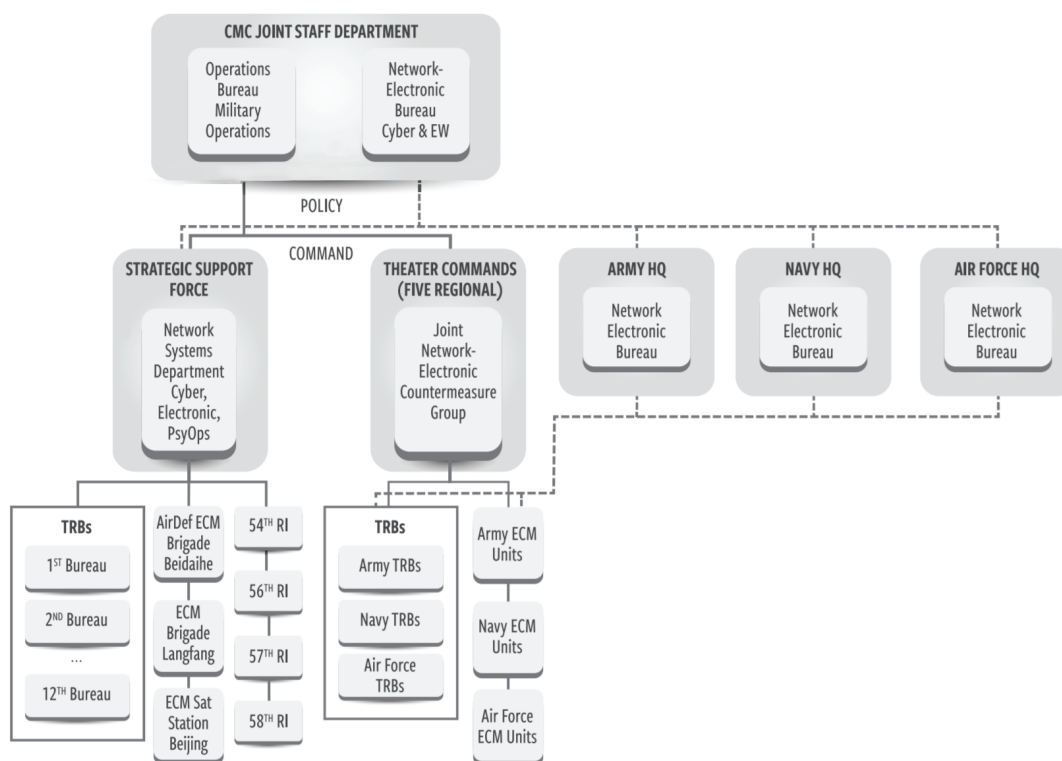 CMC JOINT STAFF DEPARTMENT
Operations
Bureau
Military
Operations
Network-
Electronic
Bureau
Cyber & EW
POLICY
COMMAND
STRATEGIC SUPPORT
FORCE
Network
Systems
Department
Cyber,
Electronic,
PsyOps
THEATER COMMANDS
(FIVE REGIONAL)
Joint
Network-
Electronic
Countermeasure
Group
ARMY HQ
Network
Electronic
Bureau
NAVY HQ
Network
Electronic
Bureau
AIR FORCE HQ
Network
Electronic
Bureau
TRBs
1ST Bureau
2ND Bureau
...
12TH Bureau
AirDef ECM
Brigade
Beidaihe
ECM
Brigade
Langfang
ECM Sat
Station
Beijing
54TH RI
56TH RI
57TH RI
58TH RI
TRBs
Army TRBs
Navy TRBs
Air Force
TRBs
Army ECM
Units
Navy ECM
Units
Air Force
ECM Units